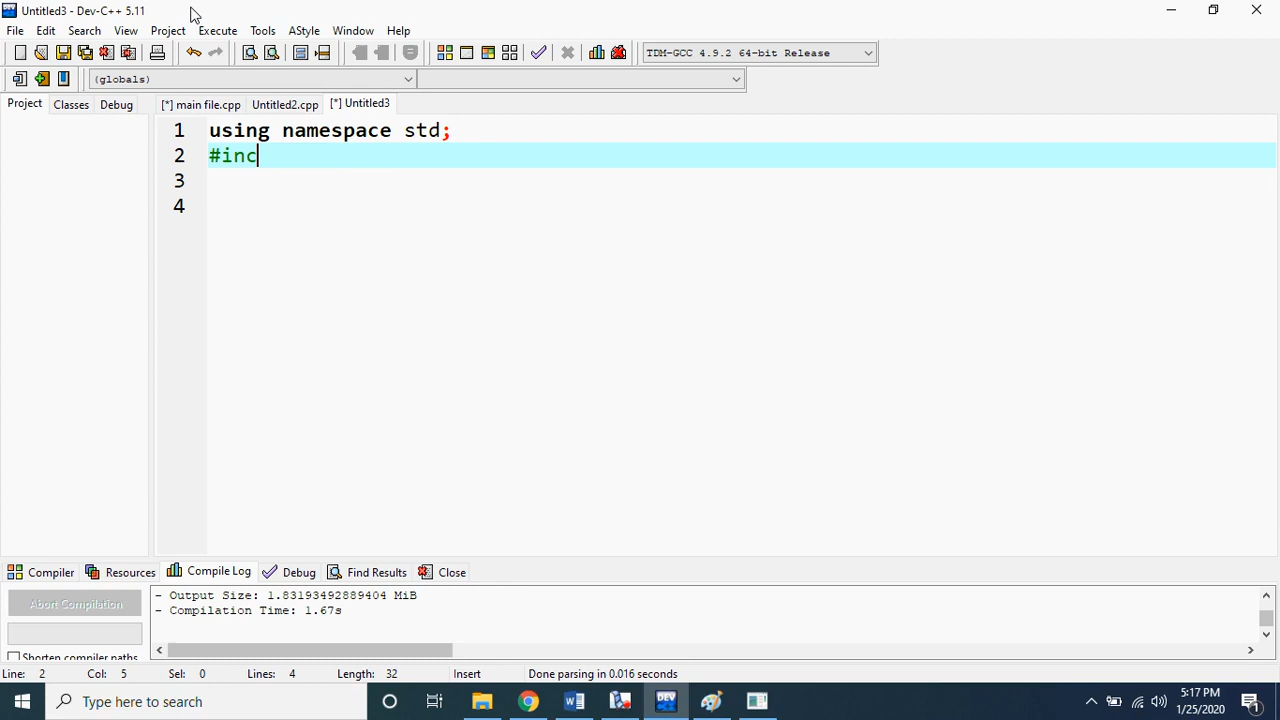 Untitled3 - Dev-C++ 5.11
File Edit Search View Project Execute Tools AStyle Window Help
TDM-GCC 4.9.2 64-bit Release
(globals)
Project Classes Debug [*] main file.cpp Untitled2.cpp [*] Untitled3
1 using namespace std;
2 #inc
3
4
Compiler Resources Compile Log Debug Find Results Close
Abort Compilation
- Output Size: 1.83193492889404 MiB
- Compilation Time: 1.67s
Shorten compiler paths
Line: 2 Col: 5 Sel: 0 Lines: 4 Length: 32 Insert Done parsing in 0.016 seconds
Type here to search
DEV
5:17 PM
1/25/2020
1